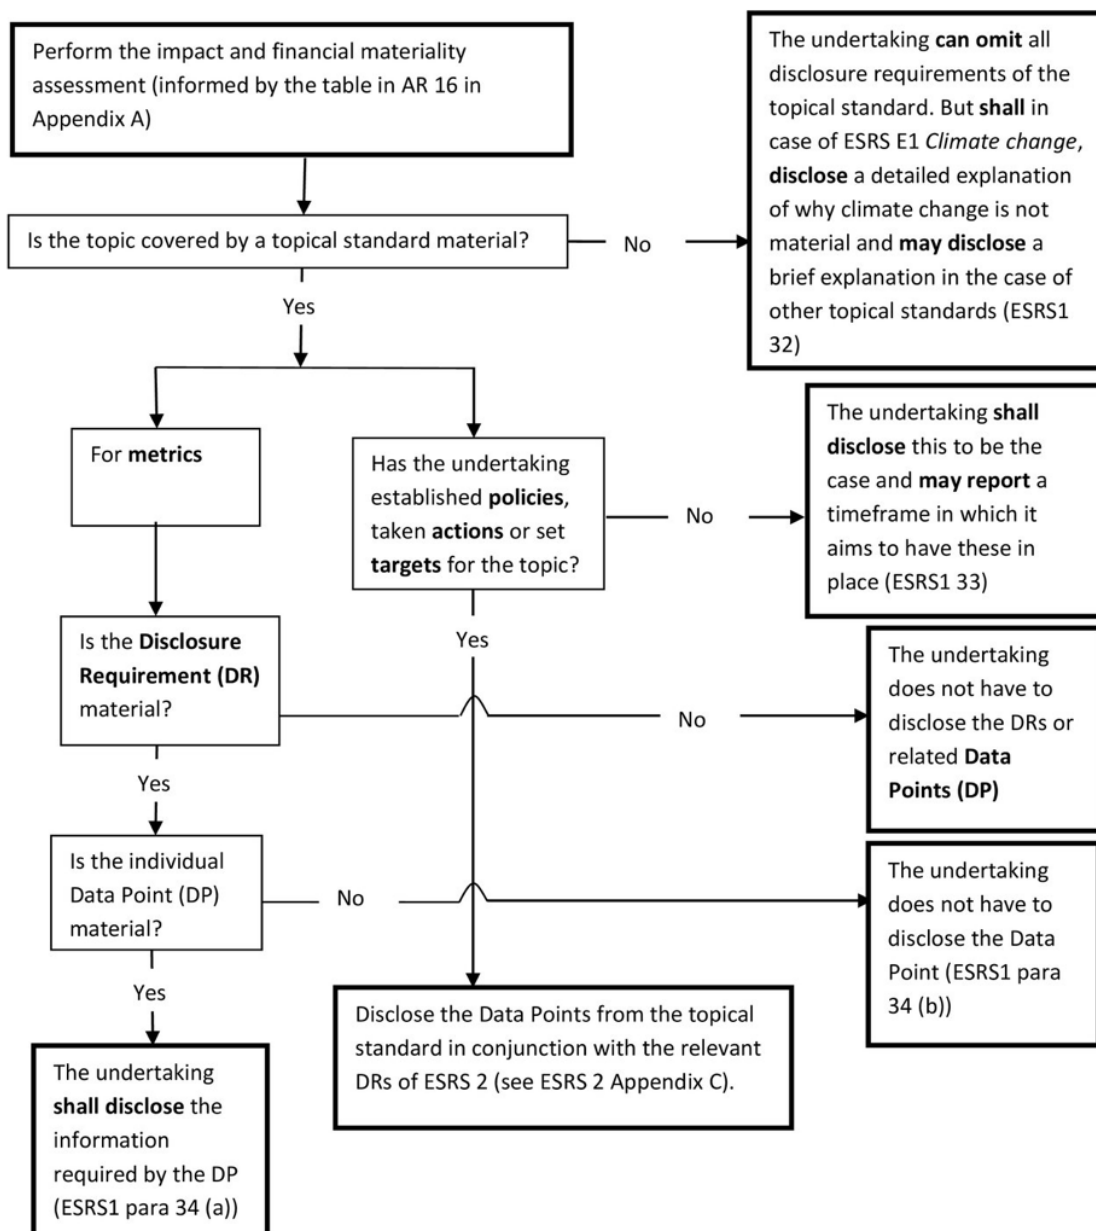 Perform the impact and financial materiality
assessment (informed by the table in AR 16 in
Appendix A)
The undertaking can omit all
disclosure requirements of the
topical standard. But shall in
case of ESRS E1 Climate change,
disclose a detailed explanation
of why climate change is not
material and may disclose a
brief explanation in the case of
other topical standards (ESRS1
32)
Is the topic covered by a topical standard material?
No
Yes
For metrics
Has the undertaking
established policies,
taken actions or set
targets for the topic?
No
The undertaking shall
disclose this to be the
case and may report a
timeframe in which it
aims to have these in
place (ESRS1 33)
Yes
Is the Disclosure
Requirement (DR)
material?
No
The undertaking
does not have to
disclose the DRs or
related Data
Points (DP)
Yes
Is the individual
Data Point (DP)
material?
No
The undertaking
does not have to
disclose the Data
Point (ESRS1 para
34 (b))
Yes
Disclose the Data Points from the topical
standard in conjunction with the relevant
DRs of ESRS 2 (see ESRS 2 Appendix C).
The undertaking
shall disclose the
information
required by the DP
(ESRS1 para 34 (a))